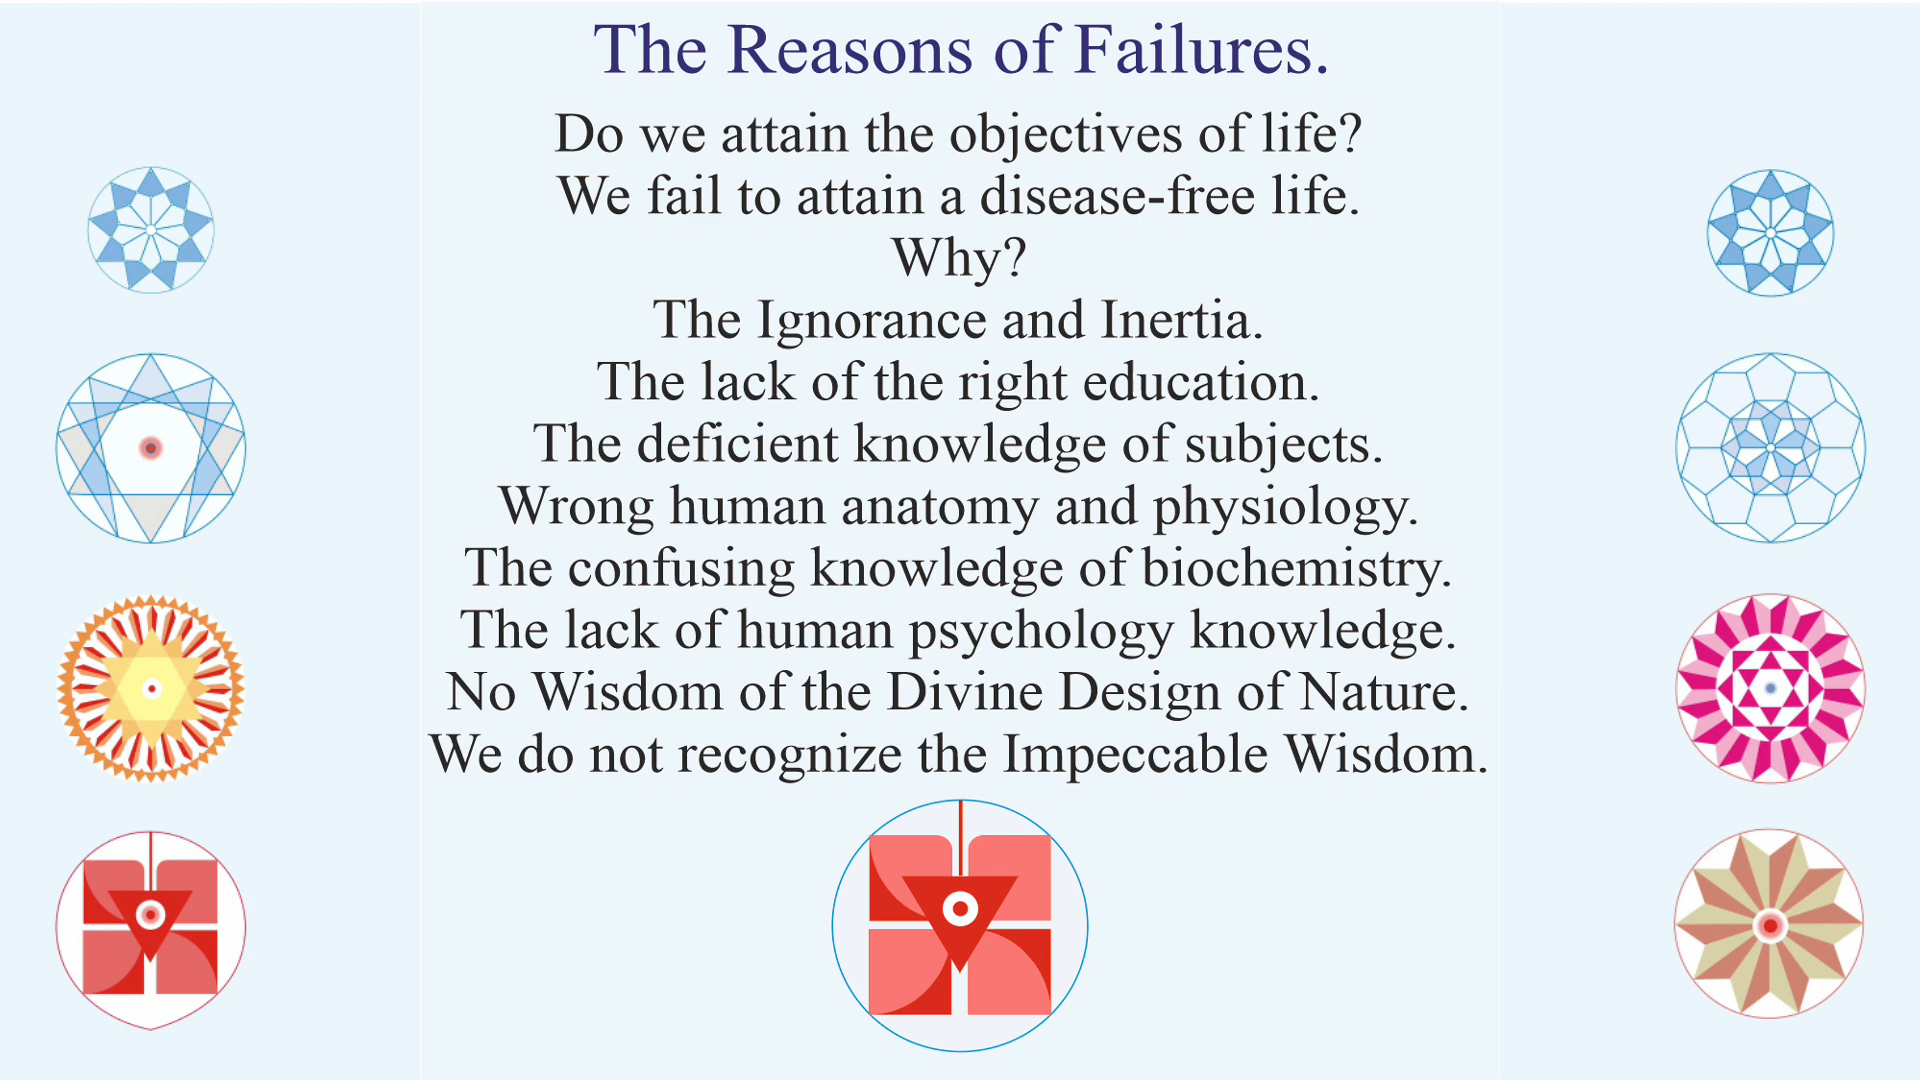 The Reasons of Failures.
Do we attain the objectives of life?
We fail to attain a disease-free life.
Why?
The Ignorance and Inertia.
The lack of the right education.
The deficient knowledge of subjects.
Wrong human anatomy and physiology.
The confusing knowledge of biochemistry.
The lack of human psychology knowledge.
No Wisdom of the Divine Design of Nature.
We do not recognize the Impeccable Wisdom.